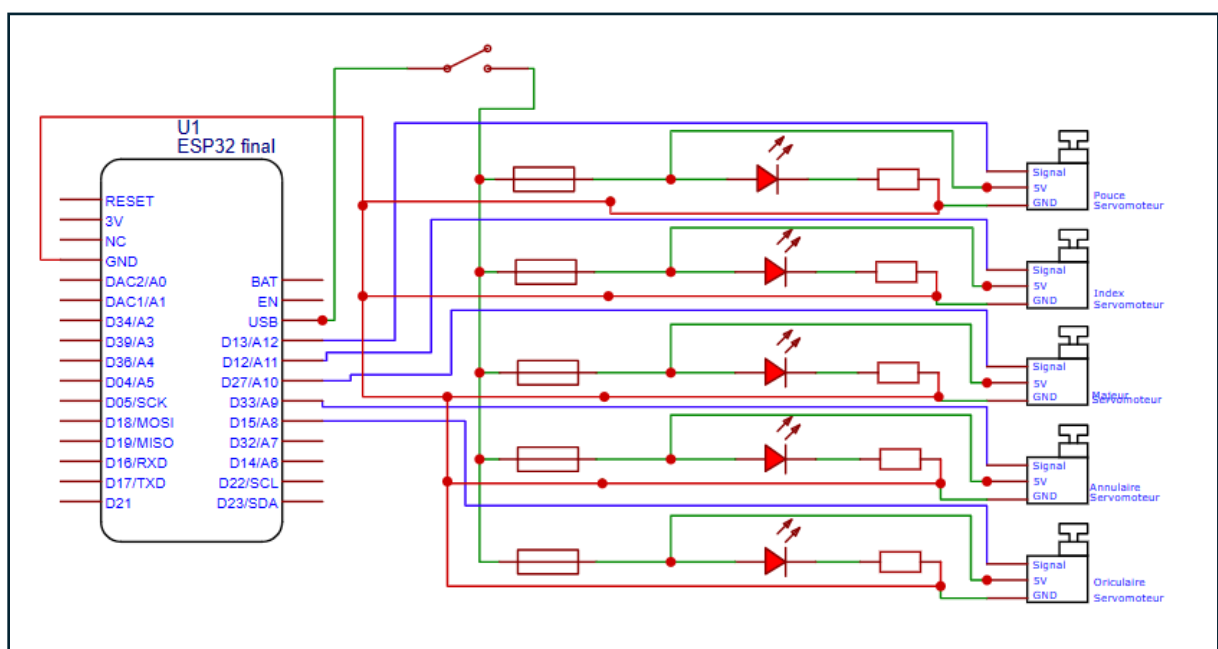 U1
ESP32 final
RESET
3V
NC
GND
DAC2/A0
DAC1/A1
D34/A2
D39/A3
D36/A4
D04/A5
D05/SCK
D18/MOSI
D19/MISO
D16/RXD
D17/TXD
D21
BAT
EN
USB
D13/A12
D12/A11
D27/A10
D33/A9
D15/A8
D32/A7
D14/A6
D22/SCL
D23/SDA
Signal
5V
GND
Pouce
Servomoteur
Signal
5V
GND
Index
Servomoteur
Signal
5V
GND
Servomoteur
Signal
5V
GND
Annulaire
Servomoteur
Signal
5V
GND
Oriculaire
Servomoteur